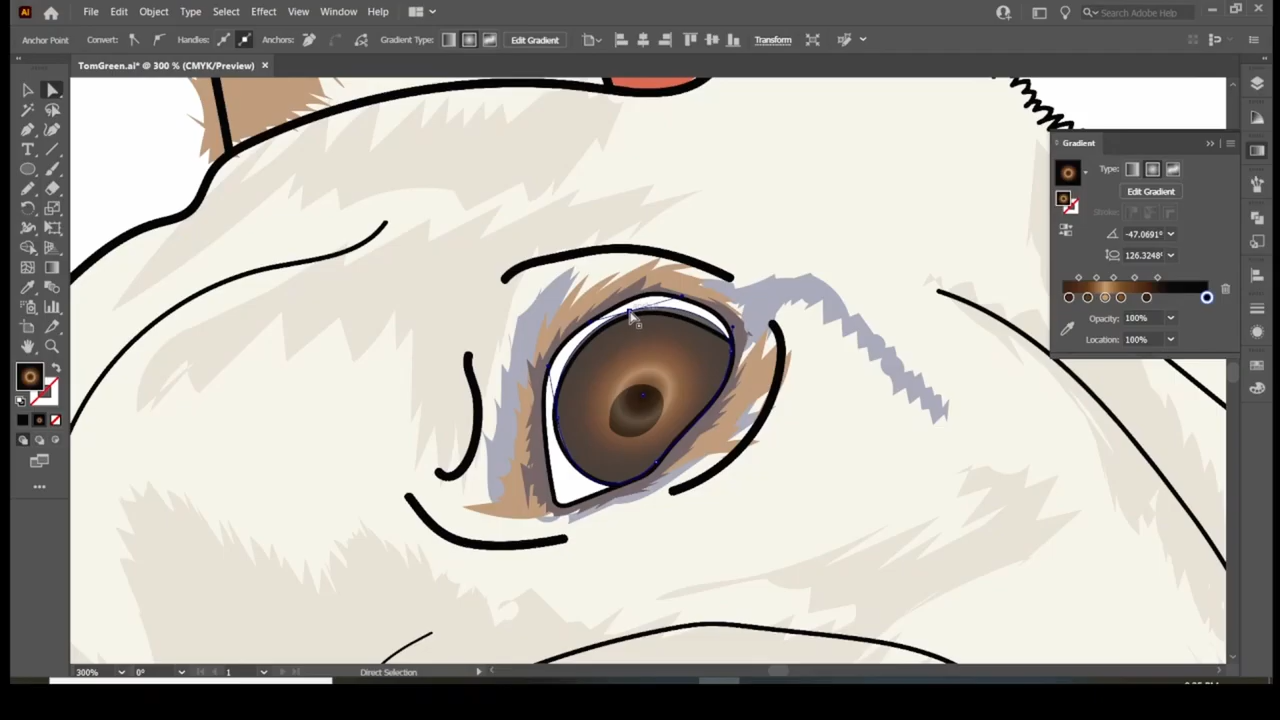 Ai File Edit Object Type Select Effect View Window Help Search Adobe Help
Anchor Point Convert: Handles: Anchors: Gradient Type: Edit Gradient Transform
TomGreen.ai* @ 300 % (CMYK/Preview) ×
Gradient
Type:
Edit Gradient
Stroke:
-47.0691°
126.3248%
Opacity: 100%
Location: 100%
300% 0° 1 Direct Selection